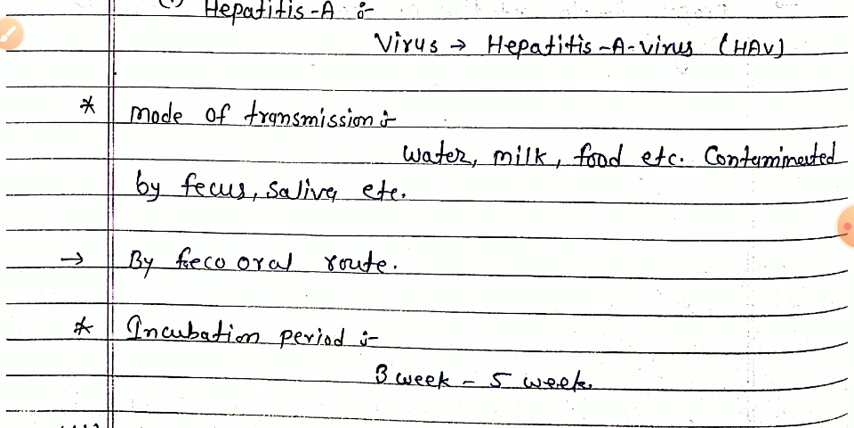 Hepatitis-A :-
Virus → Hepatitis-A-virus (HAV)
* Mode of transmission :-
Water, milk, food etc. Contaminated
by fecus, saliva etc.
→ By feco oral route.
* Incubation period :-
3 week - 5 week.